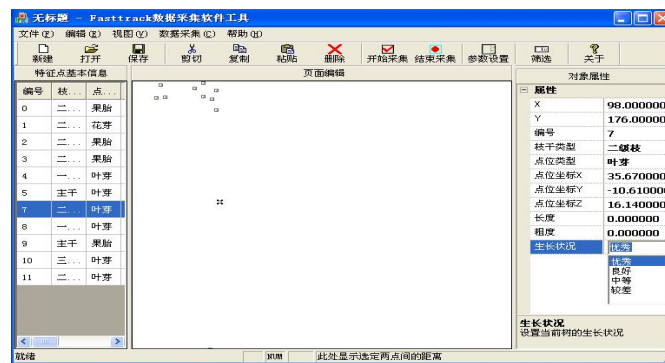 无标题 - Fasttrack数据采集软件工具
文件(F) 编辑(E) 视图(V) 数据采集(C) 帮助(H)
新建 打开 保存 剪切 复制 粘贴 删除 开始采集 结束采集 参数设置 筛选 关于
特征点基本信息 页面编辑 对象属性
编号 枝... 点...
0 二... 果胎
1 二... 花芽
2 二... 果胎
3 二... 果胎
4 一... 叶芽
5 主干 叶芽
7 二... 叶芽
8 一... 叶芽
9 主干 果胎
10 三... 叶芽
11 二... 叶芽
属性
X 98.000000
Y 176.00000
编号 7
枝干类型 二级枝
点位类型 叶芽
点位坐标X 35.670000
点位坐标Y -10.61000
点位坐标Z 16.140000
长度 0.000000
粗度 0.000000
生长状况 优秀
优秀
良好
中等
较差
生长状况
设置当前树的生长状况
就绪 NUM 此处显示选定两点间的距离